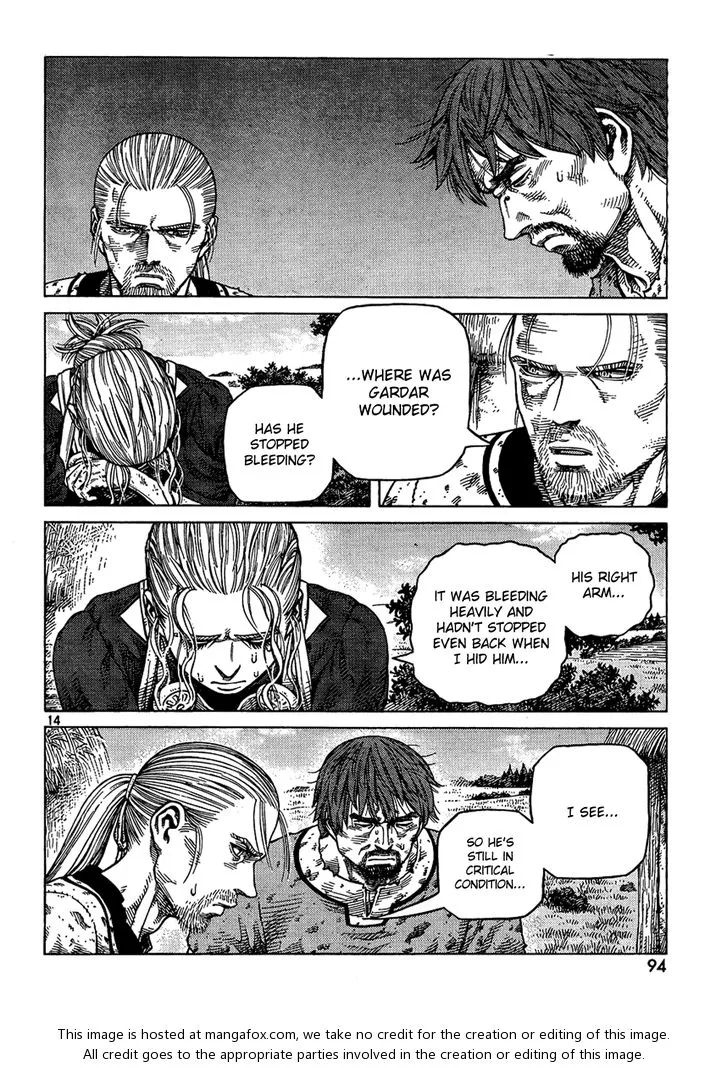 ...WHERE WAS
GARDAR
WOUNDED?
HAS HE
STOPPED
BLEEDING?
HIS RIGHT
ARM...
IT WAS BLEEDING
HEAVILY AND
HADN'T STOPPED
EVEN BACK WHEN
I HID HIM...
14
I SEE...
SO HE'S
STILL IN
CRITICAL
CONDITION...
94
This image is hosted at mangafox.com, we take no credit for the creation or editing of this image.
All credit goes to the appropriate parties involved in the creation or editing of this image.